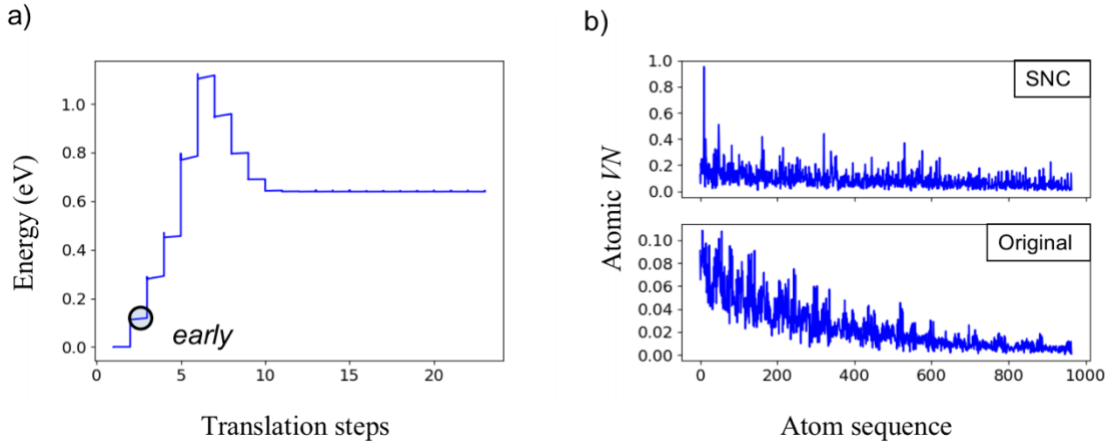 a)
Energy (eV)
1.0
0.8
0.6
0.4
0.2
0.0
early
0 5 10 15 20
Translation steps
b)
Atomic VN
SNC
1.0
0.8
0.6
0.4
0.2
0.0
Original
0.10
0.08
0.06
0.04
0.02
0.00
0 200 400 600 800 1000
Atom sequence